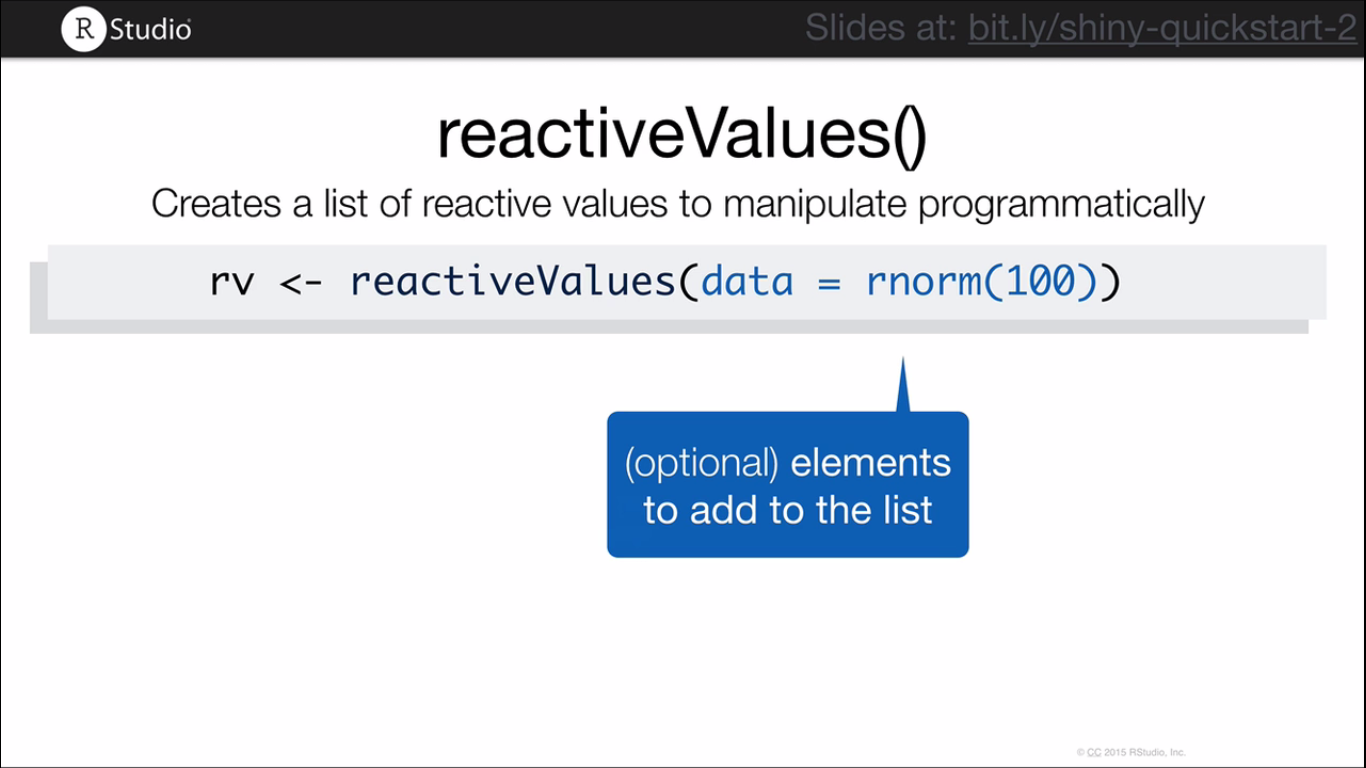 R Studio
Slides at: bit.ly/shiny-quickstart-2
reactiveValues()
Creates a list of reactive values to manipulate programmatically
rv <- reactiveValues(data = rnorm(100))
(optional) elements
to add to the list
© CC 2015 RStudio, Inc.